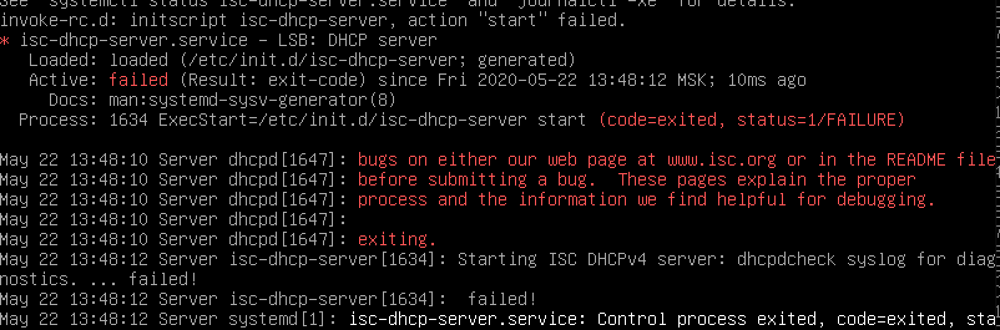 See "systemctl status isc-dhcp-server.service" and "journalctl -xe" for details.
invoke-rc.d: initscript isc-dhcp-server, action "start" failed.
* isc-dhcp-server.service - LSB: DHCP server
   Loaded: loaded (/etc/init.d/isc-dhcp-server; generated)
   Active: failed (Result: exit-code) since Fri 2020-05-22 13:48:12 MSK; 10ms ago
     Docs: man:systemd-sysv-generator(8)
  Process: 1634 ExecStart=/etc/init.d/isc-dhcp-server start (code=exited, status=1/FAILURE)
May 22 13:48:10 Server dhcpd[1647]: bugs on either our web page at www.isc.org or in the README file
May 22 13:48:10 Server dhcpd[1647]: before submitting a bug.  These pages explain the proper
May 22 13:48:10 Server dhcpd[1647]: process and the information we find helpful for debugging.
May 22 13:48:10 Server dhcpd[1647]:
May 22 13:48:10 Server dhcpd[1647]: exiting.
May 22 13:48:12 Server isc-dhcp-server[1634]: Starting ISC DHCPv4 server: dhcpdcheck syslog for diag
nostics. ... failed!
May 22 13:48:12 Server isc-dhcp-server[1634]:  failed!
May 22 13:48:12 Server systemd[1]: isc-dhcp-server.service: Control process exited, code=exited, sta